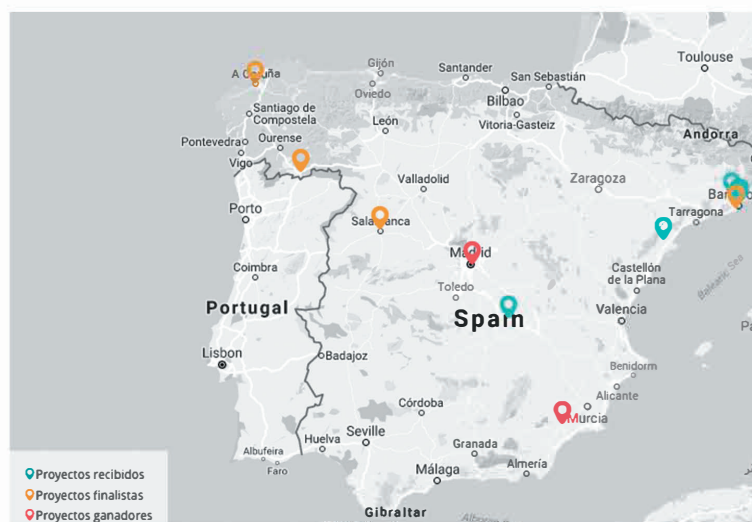 Toulouse
Gijón
A Coruña
Santander
San Sebastián
Oviedo
Bilbao
Santiago de
Compostela
León
Vitoria-Gasteiz
Andorra
Pontevedra
Ourense
Vigo
Valladolid
Zaragoza
Porto
Salamanca
Tarragona
Madrid
Coimbra
Castellón
de la Plana
Balearic Sea
Toledo
Portugal
Spain
Valencia
Lisbon
Badajoz
Benidorm
Alicante
Córdoba
Murcia
Huelva
Seville
Albufeira
Granada
Faro
Almería
Málaga
Gibraltar
Proyectos recibidos
Proyectos finalistas
Proyectos ganadores